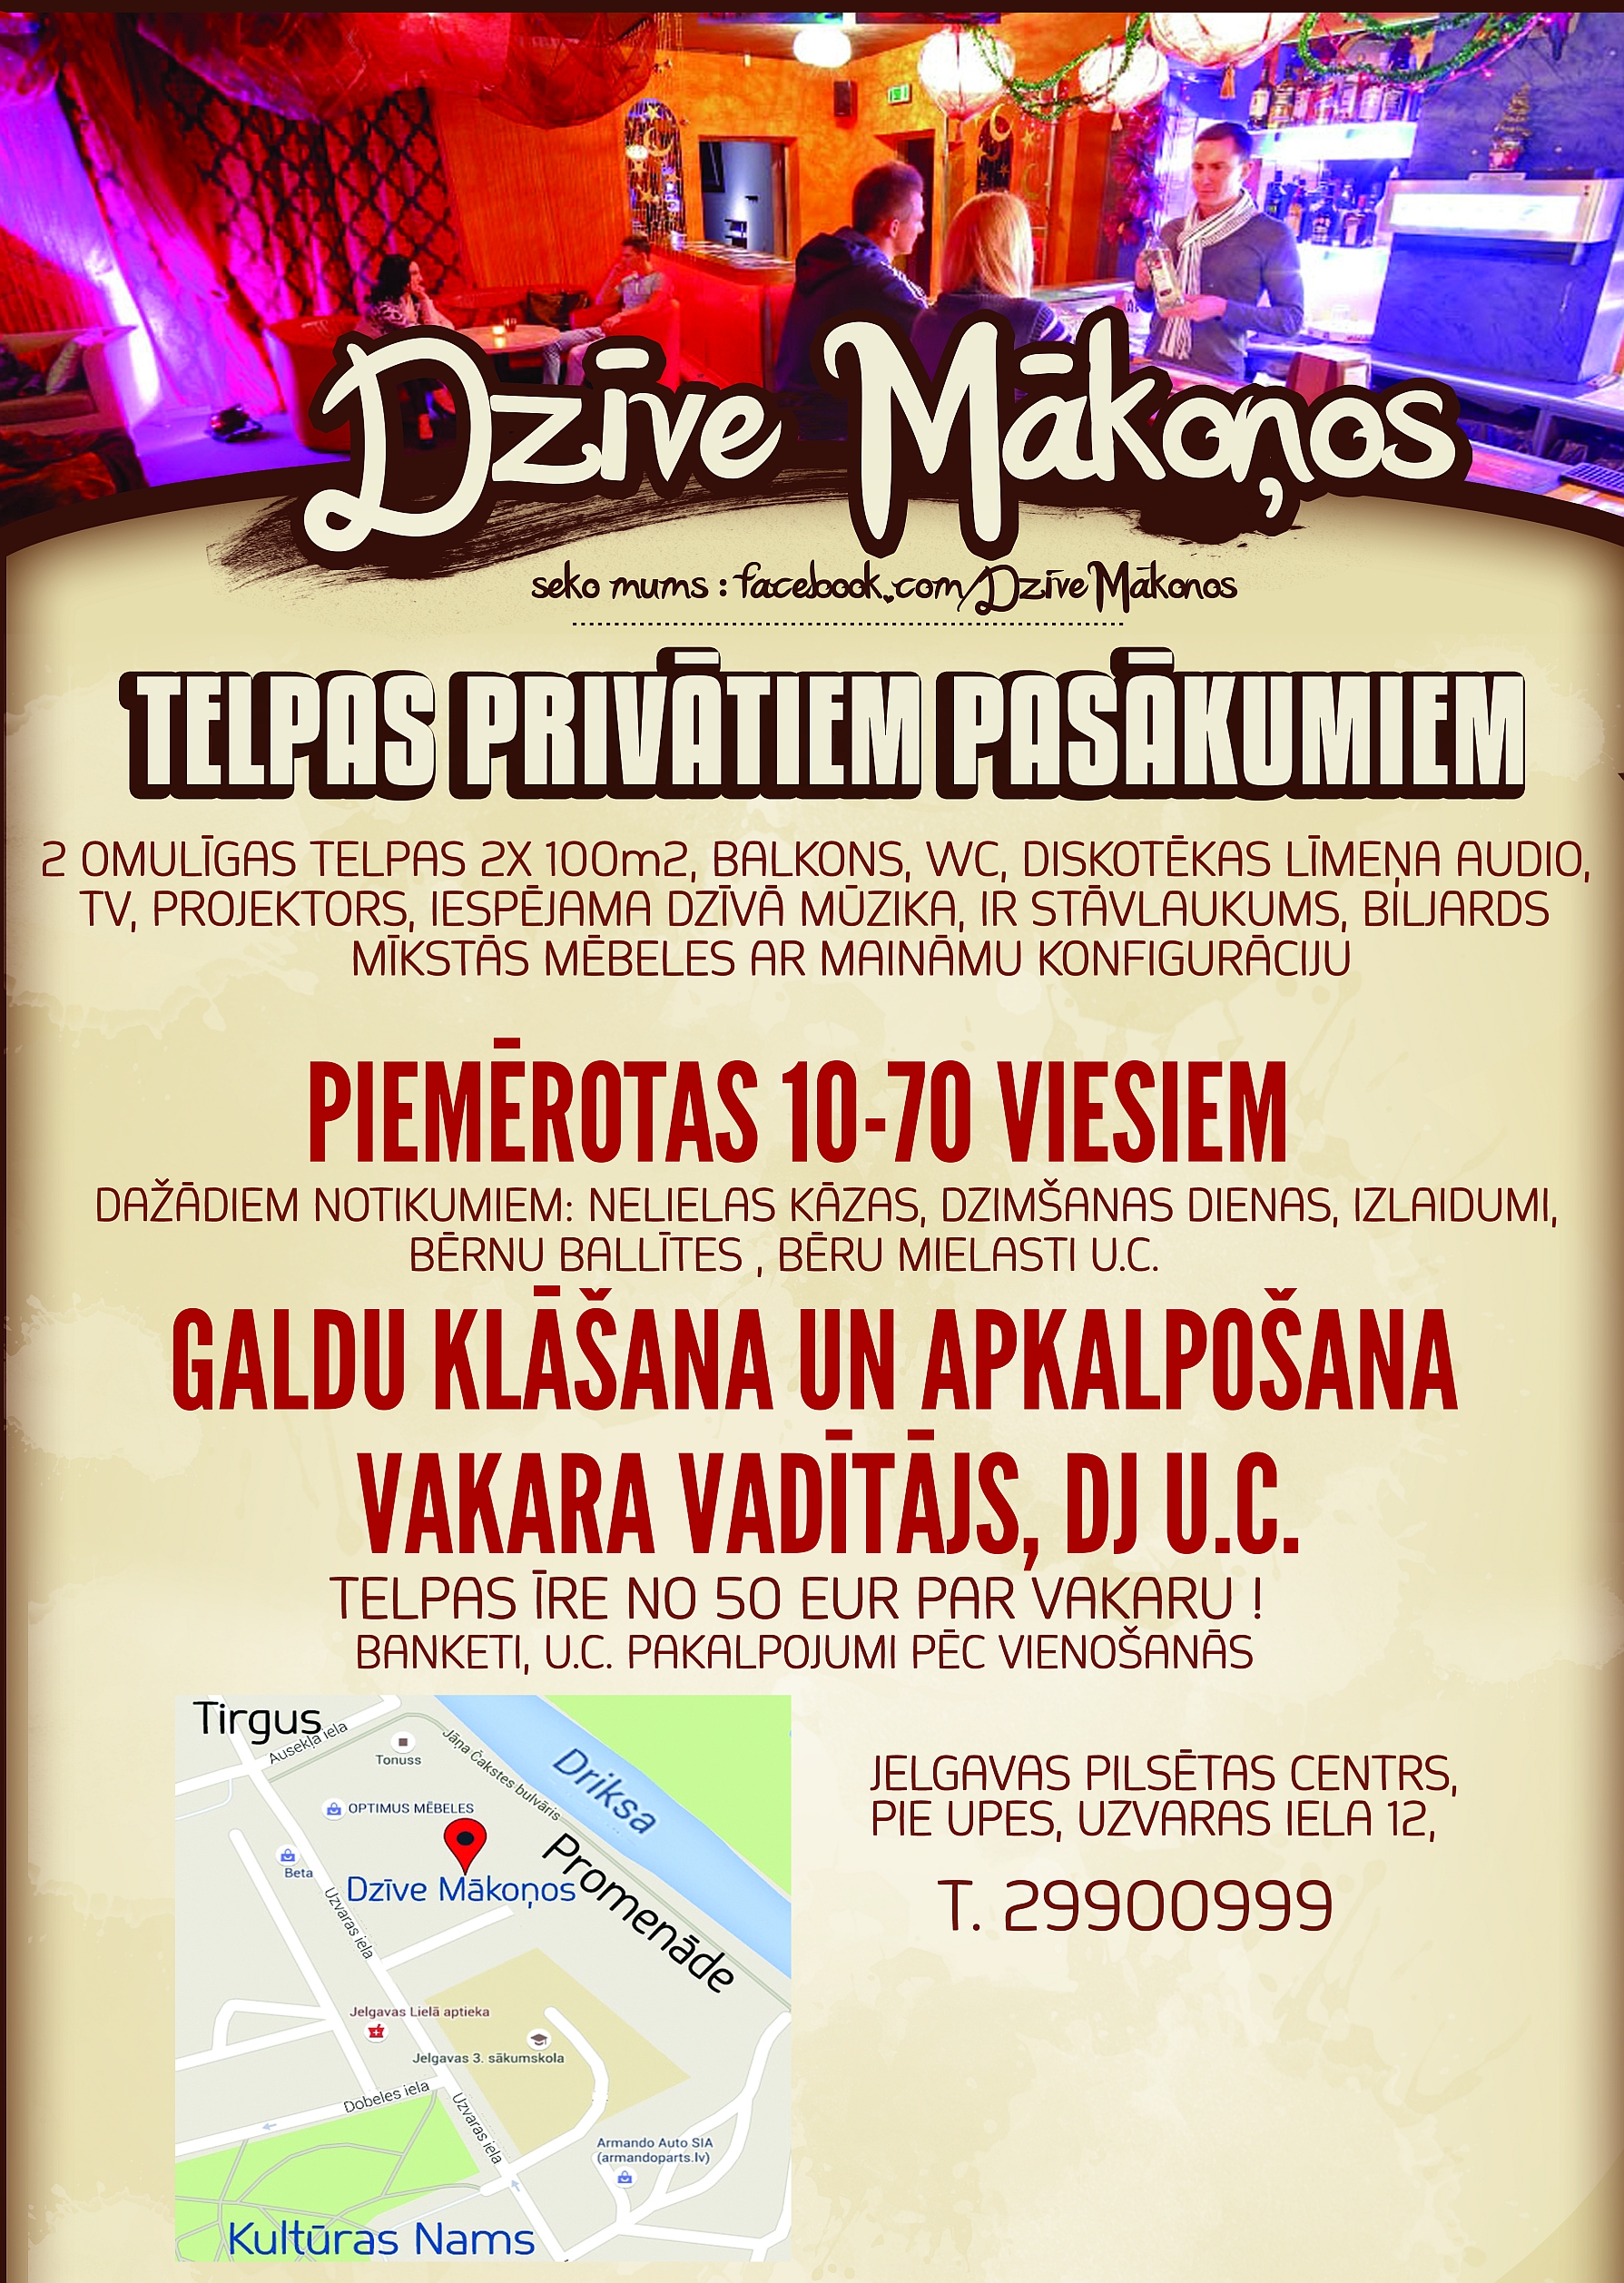 Dzīve Mākoņos
seko mums : facebook.com/DzīveMākonos
TELPAS PRIVĀTIEM PASĀKUMIEM
2 OMULĪGAS TELPAS 2X 100m2, BALKONS, WC, DISKOTĒKAS LĪMEŅA AUDIO,
TV, PROJEKTORS, IESPĒJAMA DZĪVĀ MŪZIKA, IR STĀVLAUKUMS, BILJARDS
MĪKSTĀS MĒBELES AR MAINĀMU KONFIGURĀCIJU
PIEMĒROTAS 10-70 VIESIEM
DAŽĀDIEM NOTIKUMIEM: NELIELAS KĀZAS, DZIMŠANAS DIENAS, IZLAIDUMI,
BĒRNU BALLĪTES , BĒRU MIELASTI U.C.
GALDU KLĀŠANA UN APKALPOŠANA
VAKARA VADĪTĀJS, DJ U.C.
TELPAS ĪRE NO 50 EUR PAR VAKARU !
BANKETI, U.C. PAKALPOJUMI PĒC VIENOŠANĀS
Tirgus
Ausekļa iela
Tonuss
Jāņa Čakstes bulvāris
Driksa
OPTIMUS MĒBELES
Promenāde
Beta
Dzīve Mākoņos
Uzvaras iela
Jelgavas Lielā aptieka
Jelgavas 3. sākumskola
Dobeles iela
Uzvaras iela
Armando Auto SIA
(armandoparts.lv)
Kultūras Nams
JELGAVAS PILSĒTAS CENTRS,
PIE UPES, UZVARAS IELA 12,
T. 29900999